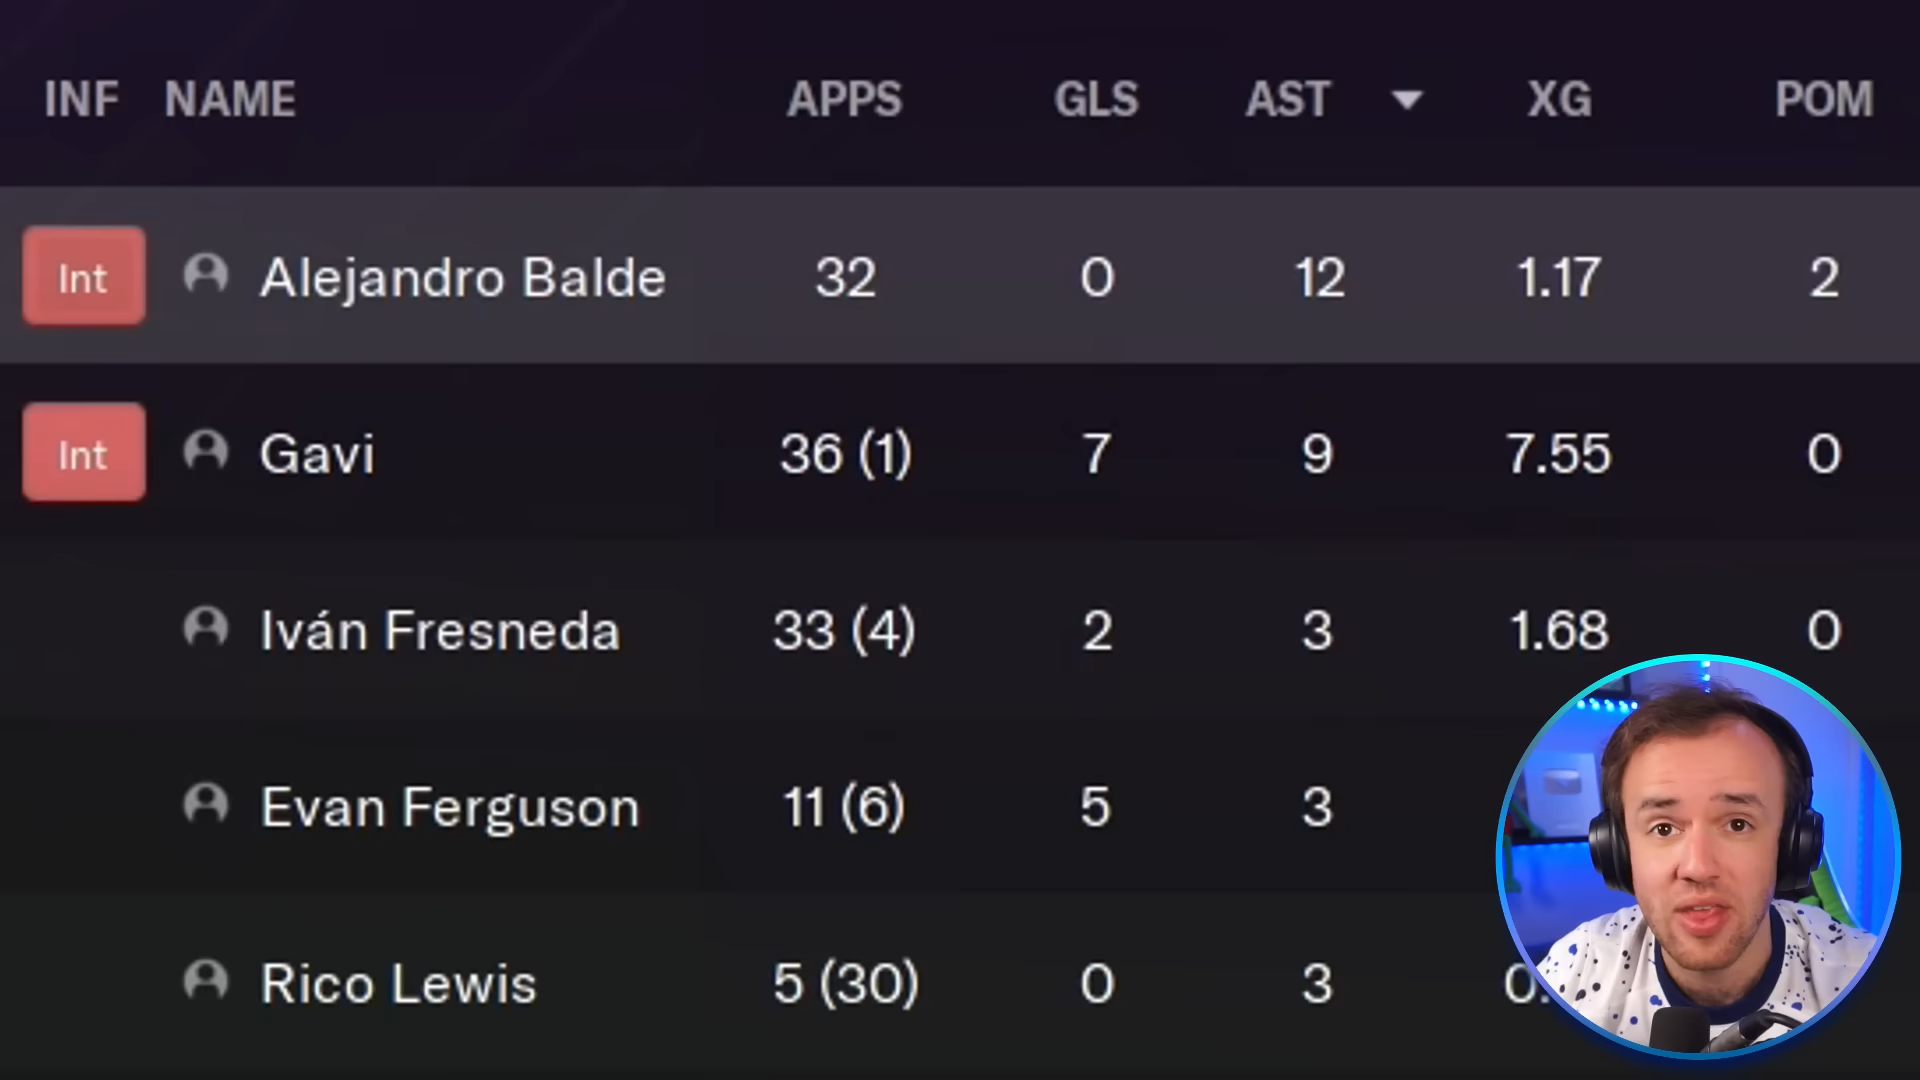 INF NAME APPS GLS AST XG POM
Int Alejandro Balde 32 0 12 1.17 2
Int Gavi 36 (1) 7 9 7.55 0
Iván Fresneda 33 (4) 2 3 1.68 0
Evan Ferguson 11 (6) 5 3
Rico Lewis 5 (30) 0 3 0.